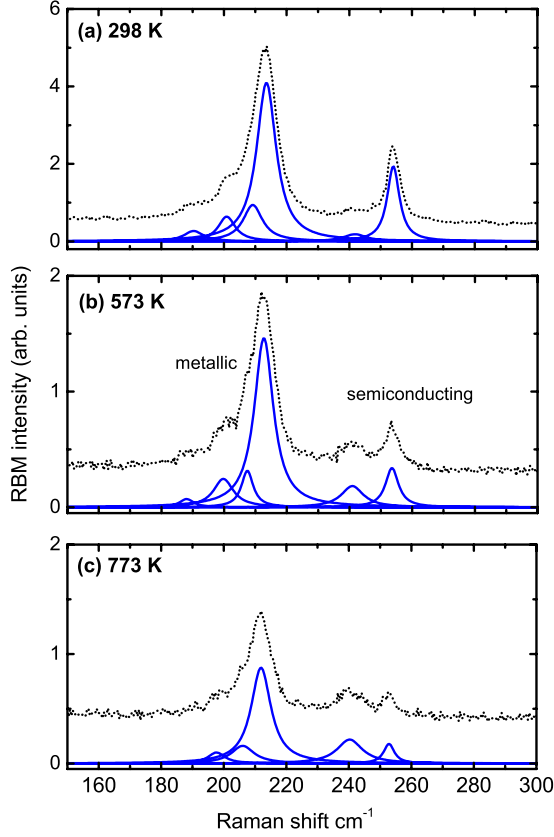 (a) 298 K
6
4
2
0
(b) 573 K
2
metallic
semiconducting
1
0
RBM intensity (arb. units)
(c) 773 K
2
1
0
160 180 200 220 240 260 280 300
Raman shift cm⁻¹